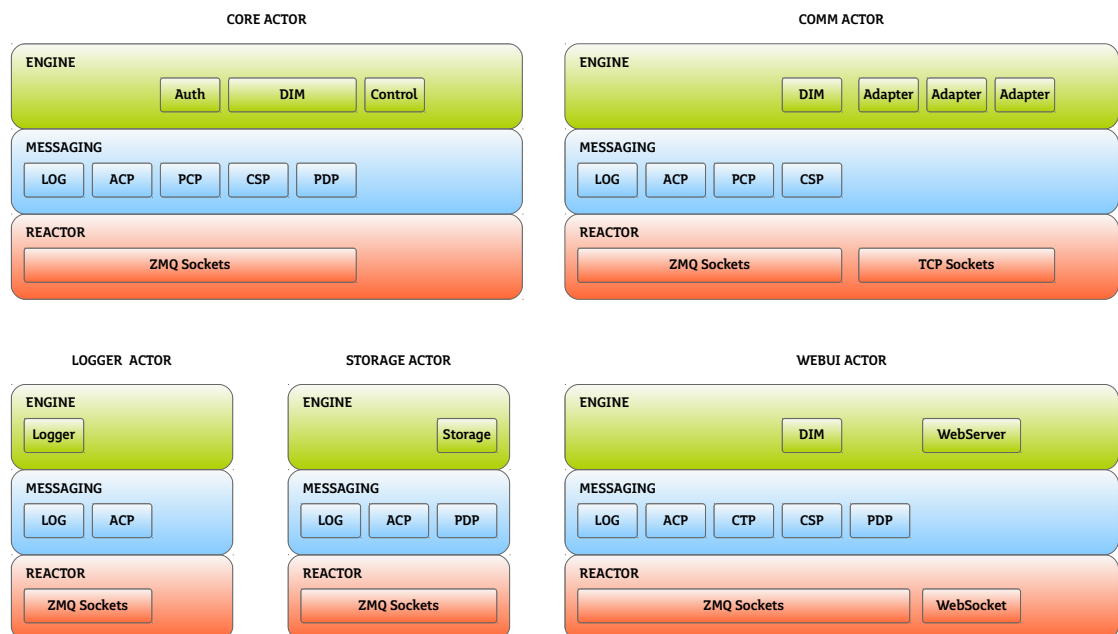 CORE ACTOR
ENGINE
Auth DIM Control
MESSAGING
LOG ACP PCP CSP PDP
REACTOR
ZMQ Sockets
COMM ACTOR
ENGINE
DIM Adapter Adapter Adapter
MESSAGING
LOG ACP PCP CSP
REACTOR
ZMQ Sockets TCP Sockets
LOGGER ACTOR
ENGINE
Logger
MESSAGING
LOG ACP
REACTOR
ZMQ Sockets
STORAGE ACTOR
ENGINE
Storage
MESSAGING
LOG ACP PDP
REACTOR
ZMQ Sockets
WEBUI ACTOR
ENGINE
DIM WebServer
MESSAGING
LOG ACP CTP CSP PDP
REACTOR
ZMQ Sockets WebSocket